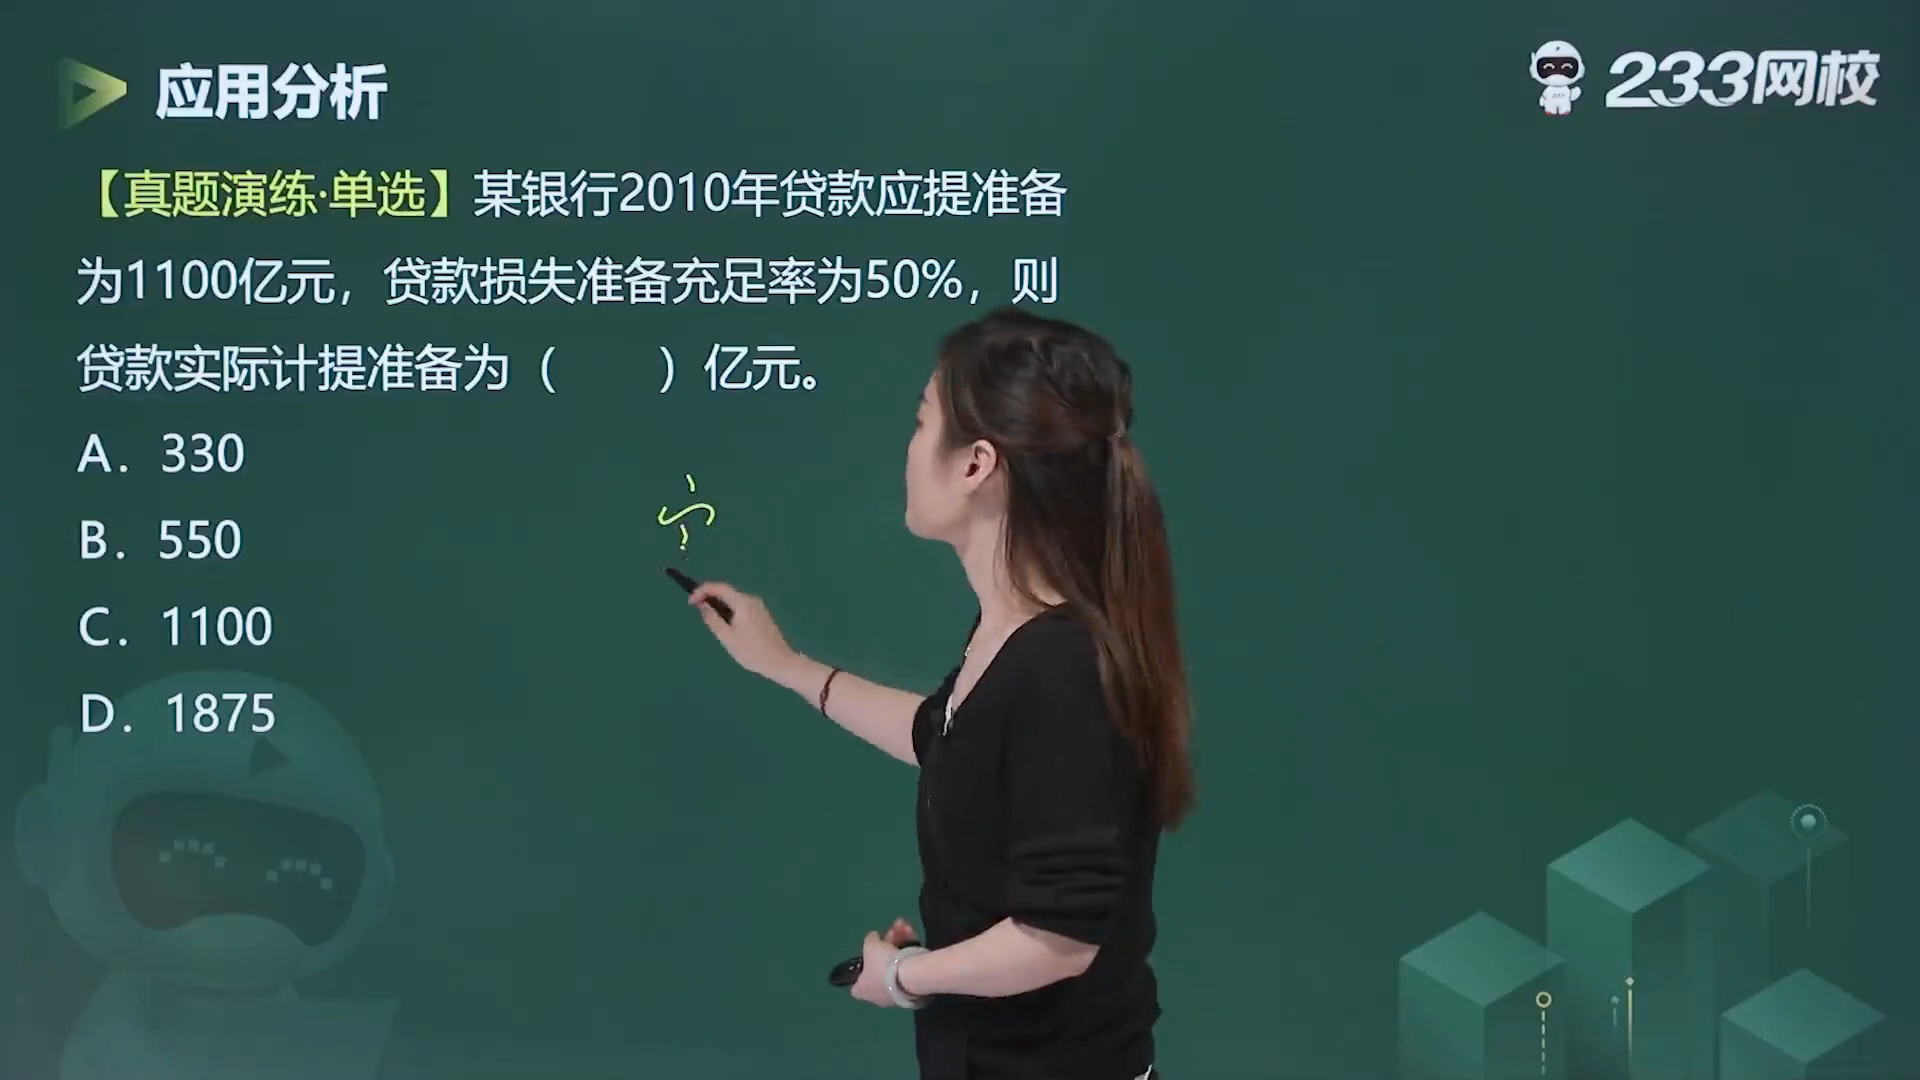 应用分析
233网校
【真题演练·单选】某银行2010年贷款应提准备
为1100亿元，贷款损失准备充足率为50%，则
贷款实际计提准备为（　　）亿元。
A．330
B．550
C．1100
D．1875